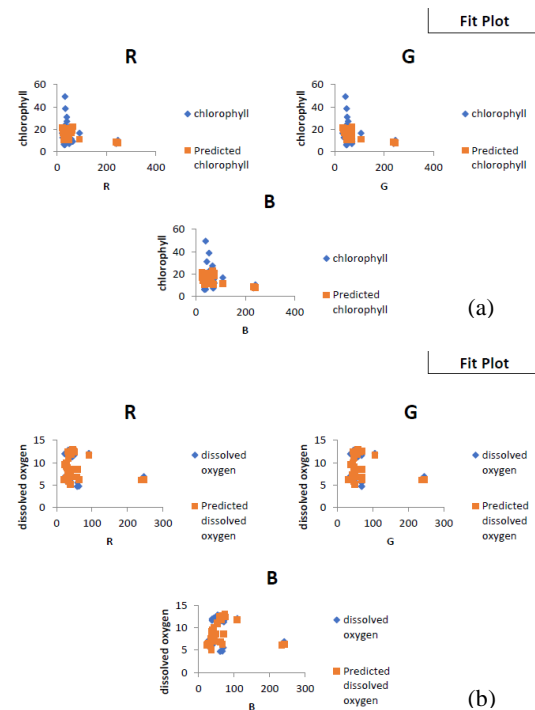 Fit Plot
R
chlorophyll
60
40
20
0
0 200 400
R
chlorophyll
Predicted
chlorophyll
G
chlorophyll
60
40
20
0
0 200 400
G
chlorophyll
Predicted
chlorophyll
B
chlorophyll
60
40
20
0
0 200 400
B
chlorophyll
Predicted
chlorophyll
(a)
Fit Plot
R
dissolved oxygen
15
10
5
0
0 100 200 300
R
dissolved
oxygen
Predicted
dissolved
oxygen
G
dissolved oxygen
15
10
5
0
0 100 200 300
G
dissolved
oxygen
Predicted
dissolved
oxygen
B
dissolved oxygen
15
10
5
0
0 100 200 300
B
dissolved
oxygen
Predicted
dissolved oxygen
(b)